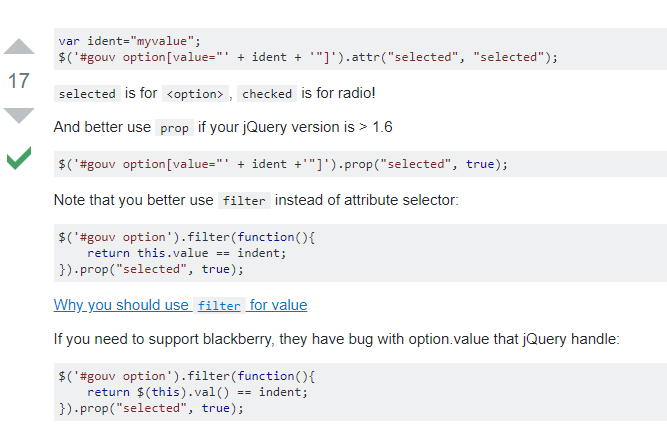 var ident="myvalue";
$('#gouv option[value="' + ident + '"]').attr("selected", "selected");
17
selected is for <option> , checked is for radio!
And better use prop if your jQuery version is > 1.6
$('#gouv option[value="' + ident +'"]').prop("selected", true);
Note that you better use filter instead of attribute selector:
$('#gouv option').filter(function(){
    return this.value == indent;
}).prop("selected", true);
Why you should use filter for value
If you need to support blackberry, they have bug with option.value that jQuery handle:
$('#gouv option').filter(function(){
    return $(this).val() == indent;
}).prop("selected", true);